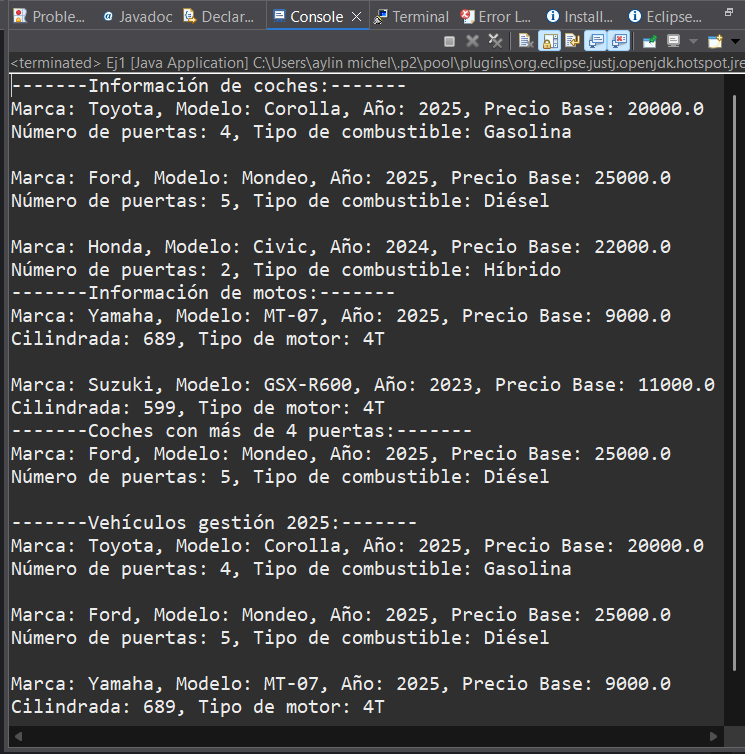 Proble... Javadoc Declar... Console Terminal Error L... Install... Eclipse...
<terminated> Ej1 [Java Application] C:\Users\aylin michel\.p2\pool\plugins\org.eclipse.justj.openjdk.hotspot.jre
-------Información de coches:-------
Marca: Toyota, Modelo: Corolla, Año: 2025, Precio Base: 20000.0
Número de puertas: 4, Tipo de combustible: Gasolina
Marca: Ford, Modelo: Mondeo, Año: 2025, Precio Base: 25000.0
Número de puertas: 5, Tipo de combustible: Diésel
Marca: Honda, Modelo: Civic, Año: 2024, Precio Base: 22000.0
Número de puertas: 2, Tipo de combustible: Híbrido
-------Información de motos:-------
Marca: Yamaha, Modelo: MT-07, Año: 2025, Precio Base: 9000.0
Cilindrada: 689, Tipo de motor: 4T
Marca: Suzuki, Modelo: GSX-R600, Año: 2023, Precio Base: 11000.0
Cilindrada: 599, Tipo de motor: 4T
-------Coches con más de 4 puertas:-------
Marca: Ford, Modelo: Mondeo, Año: 2025, Precio Base: 25000.0
Número de puertas: 5, Tipo de combustible: Diésel
-------Vehículos gestión 2025:-------
Marca: Toyota, Modelo: Corolla, Año: 2025, Precio Base: 20000.0
Número de puertas: 4, Tipo de combustible: Gasolina
Marca: Ford, Modelo: Mondeo, Año: 2025, Precio Base: 25000.0
Número de puertas: 5, Tipo de combustible: Diésel
Marca: Yamaha, Modelo: MT-07, Año: 2025, Precio Base: 9000.0
Cilindrada: 689, Tipo de motor: 4T